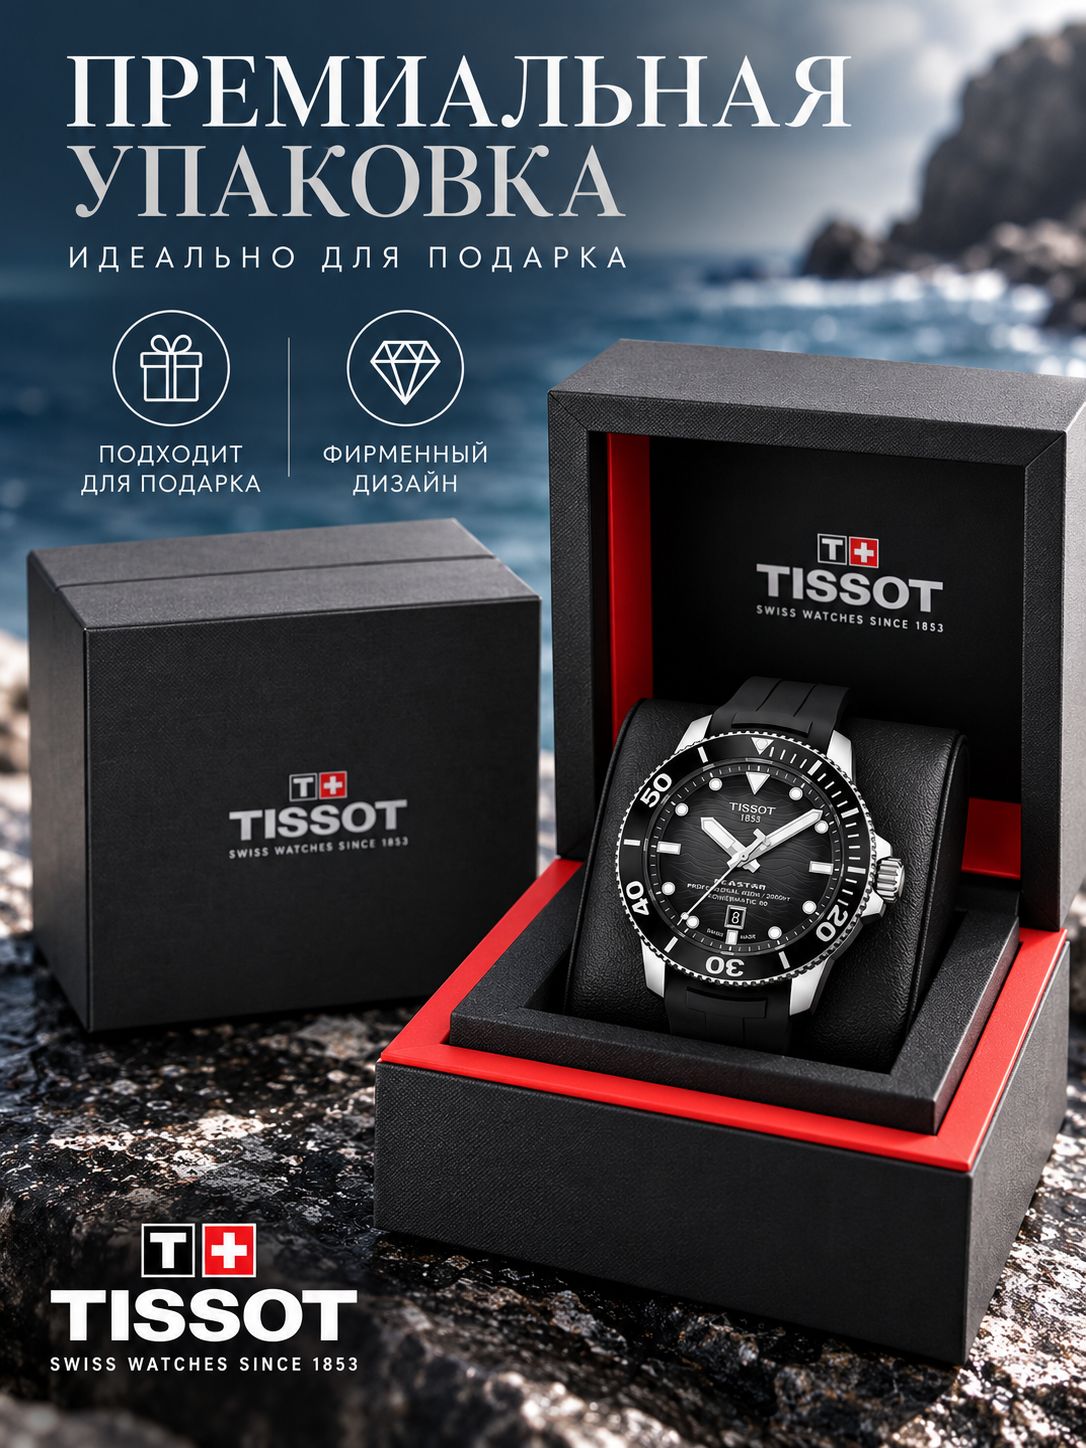 ПРЕМИАЛЬНАЯ
УПАКОВКА
ИДЕАЛЬНО ДЛЯ ПОДАРКА
ПОДХОДИТ
ДЛЯ ПОДАРКА
ФИРМЕННЫЙ
ДИЗАЙН
T+
TISSOT
SWISS WATCHES SINCE 1853
T+
TISSOT
SWISS WATCHES SINCE 1853
50
40
30
20
TISSOT
1853
8
T+
TISSOT
SWISS WATCHES SINCE 1853